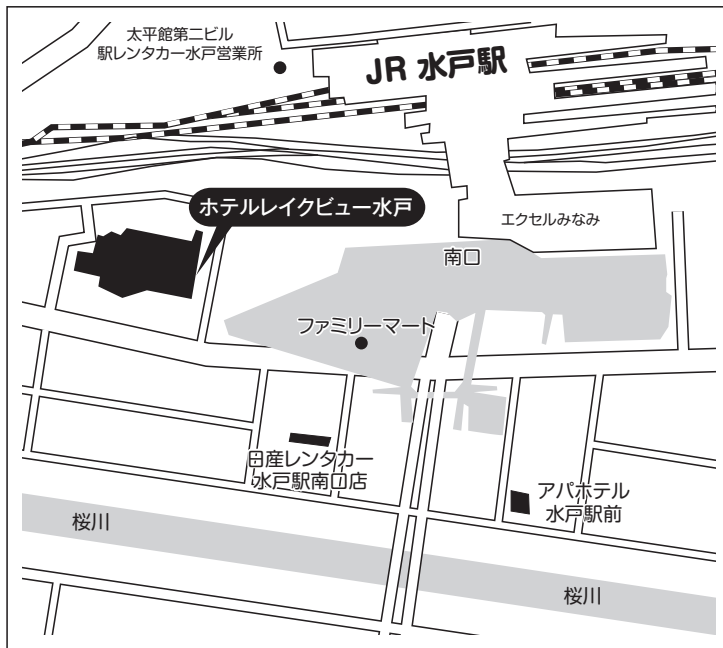 太平館第二ビル
駅レンタカー水戸営業所
JR 水戸駅
ホテルレイクビュー水戸
エクセルみなみ
南口
ファミリーマート
日産レンタカー
水戸駅南口店
アパホテル
水戸駅前
桜川
桜川